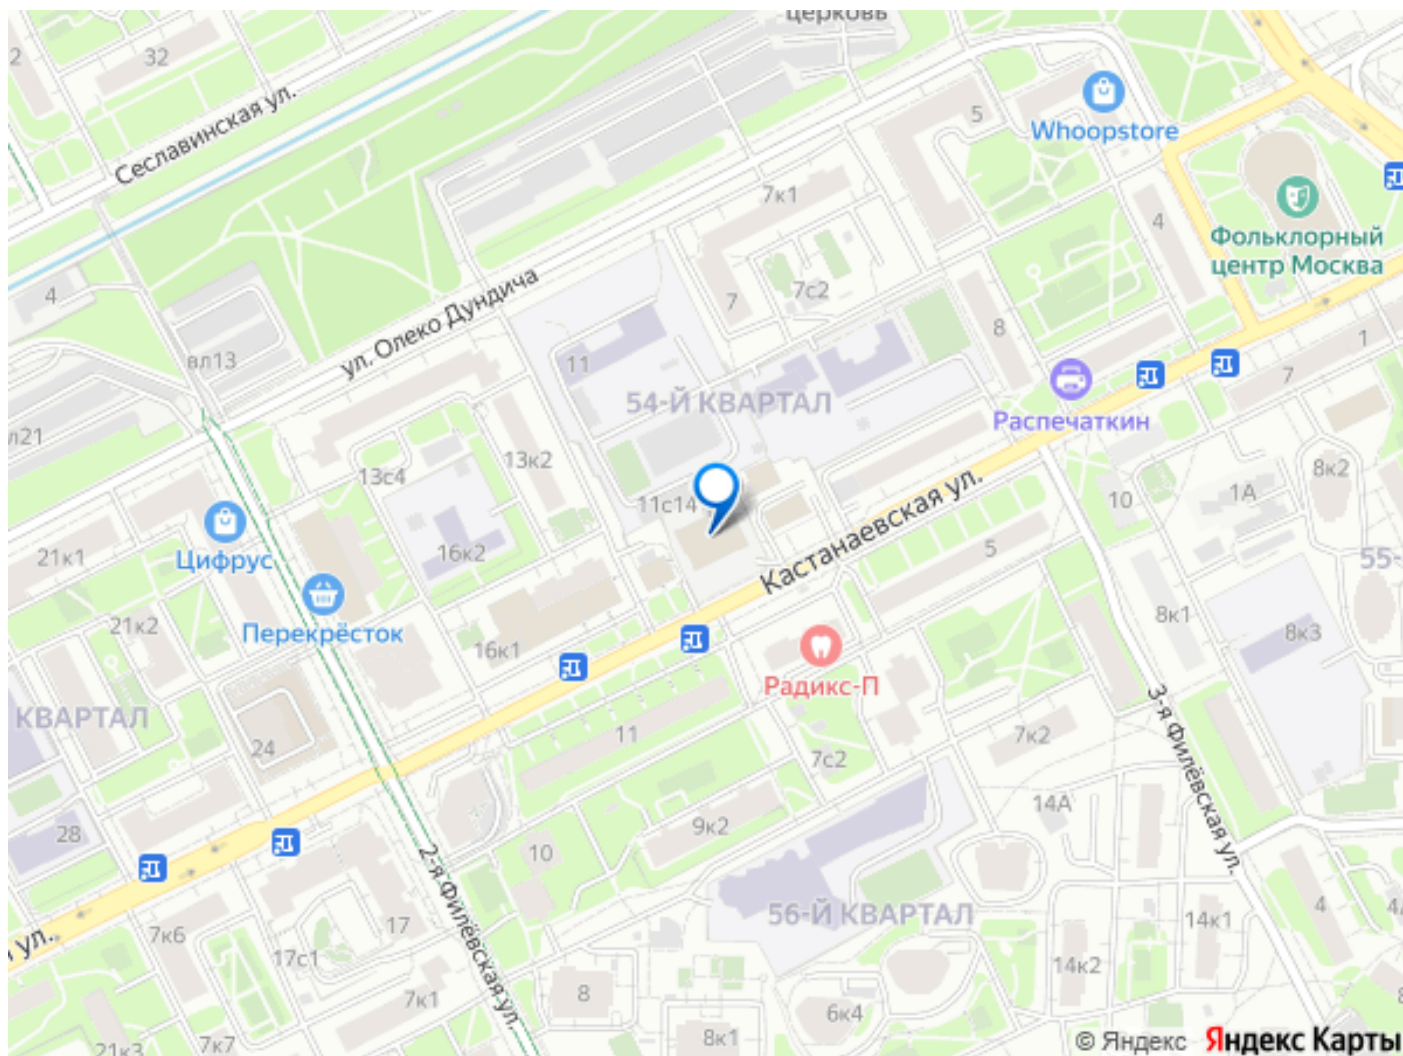 церковь
2
32
Сеславинская ул.
5
Whoopstore
7к1
4
Фольклорный
центр Москва
4
ул. Олеко Дундича
7с2
7
8
1
7
вл13
11
54-Й КВАРТАЛ
Распечаткин
л21
13с4
13к2
8к2
1А
10
11с14
Кастанаевская ул.
Цифрус
21к1
16к2
5
55-
Перекрёсток
21к2
16к1
8к1
8к3
Радикс-П
КВАРТАЛ
24
11
7с2
7к2
3-я Филёвская ул.
14А
9к2
28
10
2-я Филёвская ул.
56-Й КВАРТАЛ
4
14к1
17
7к6
ул.
17с1
14к2
7к1
8
6к4
8к1
7к7
21к3
© Яндекс Яндекс Карты